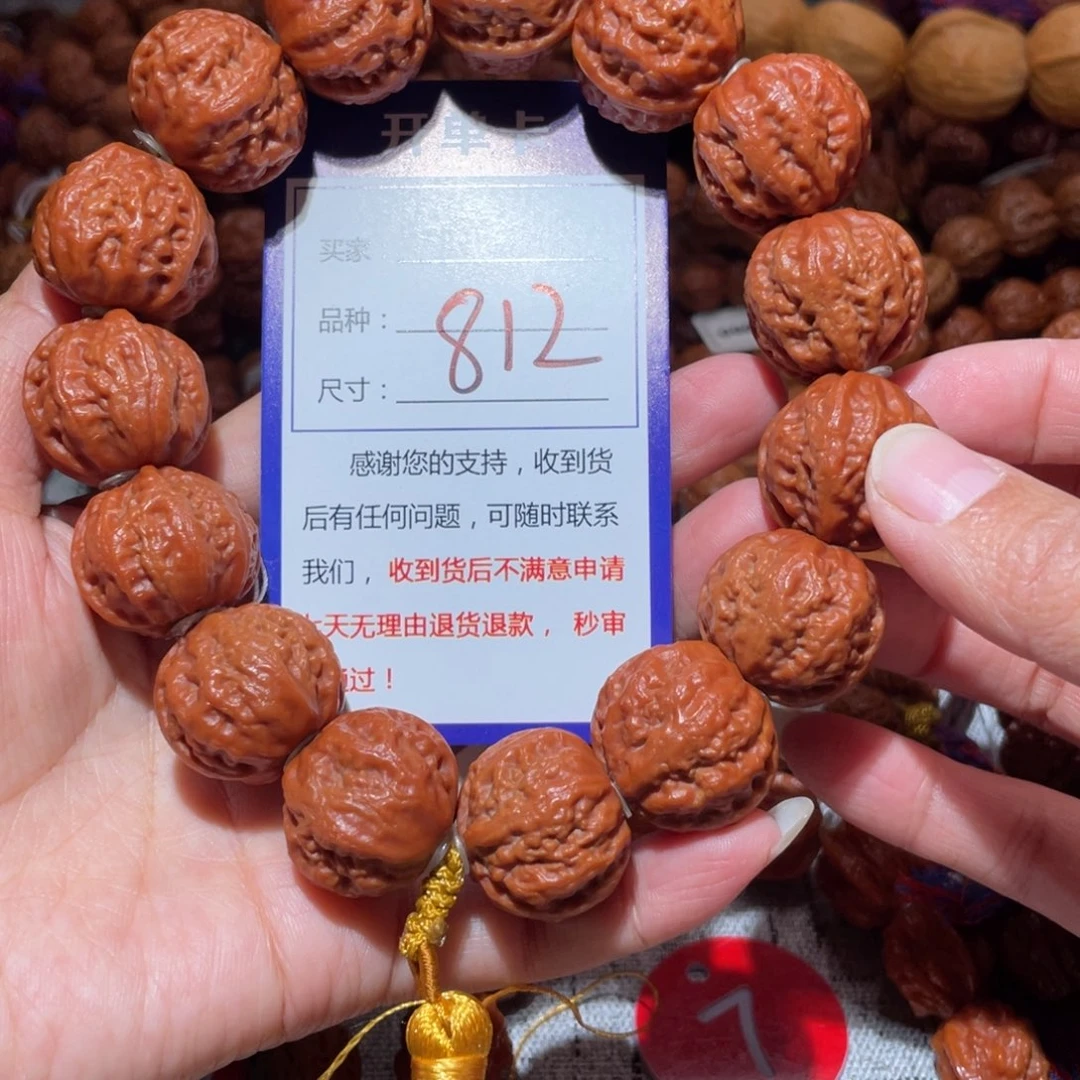 开单卡
买家
品种：812
尺寸：
感谢您的支持，收到货
后有任何问题，可随时联系
我们，收到货后不满意申请
七天无理由退货退款，秒审
通过！
7